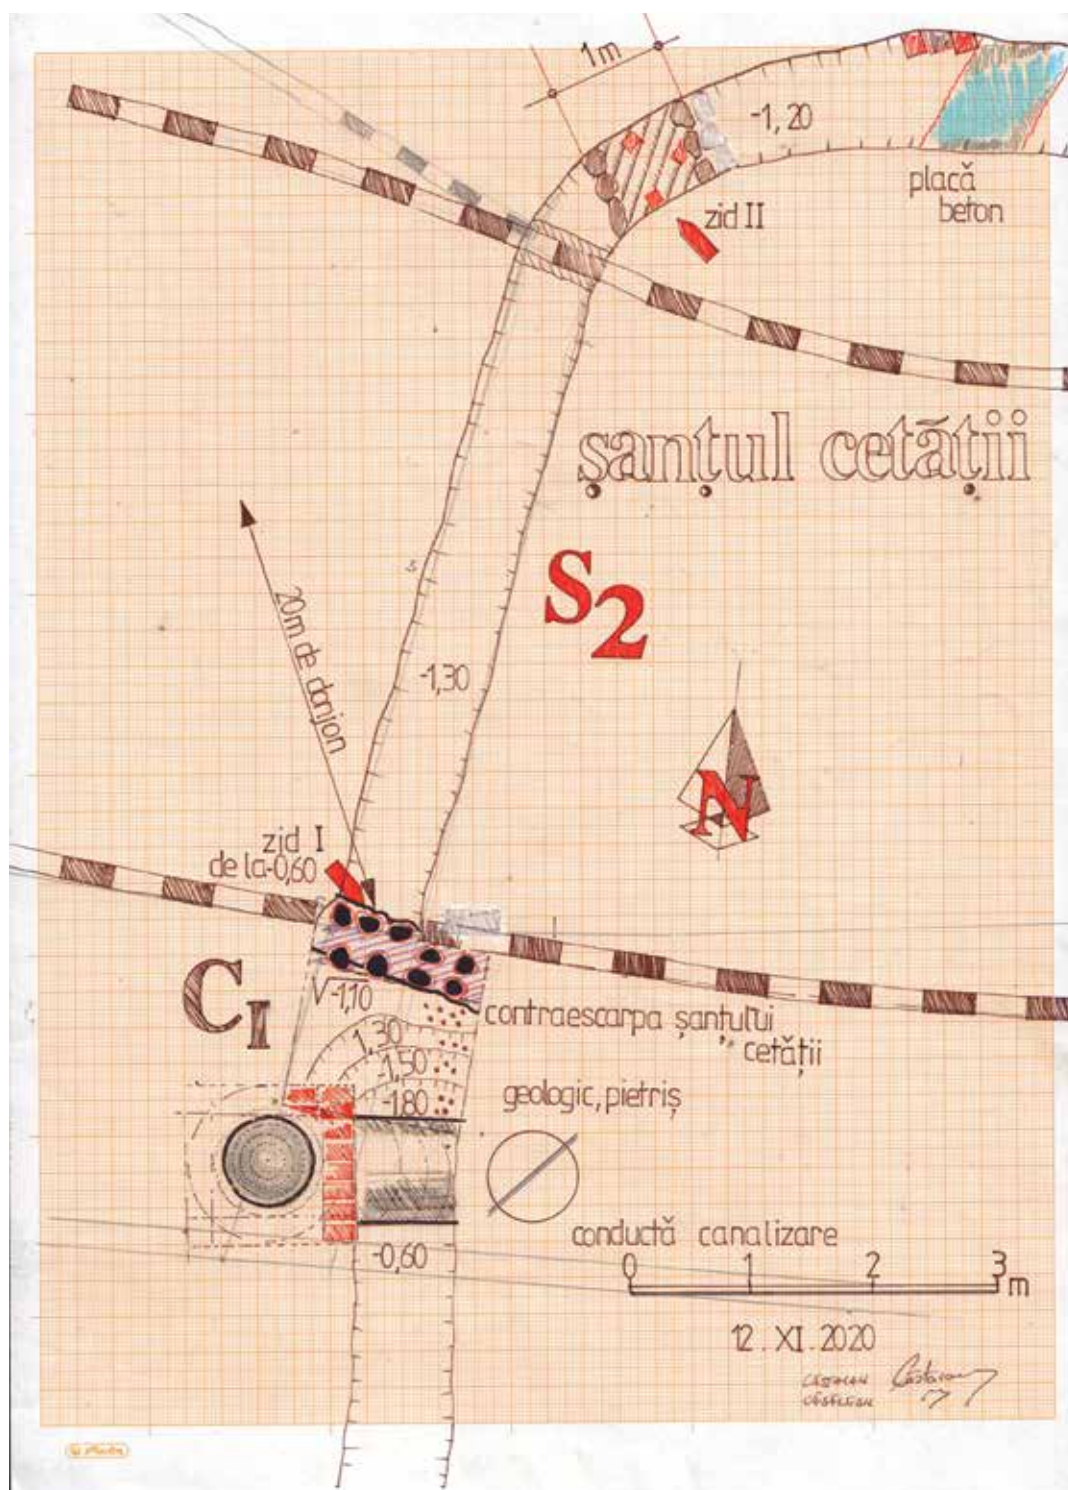 1m
-1,20
placă
beton
zid II
șanțul cetății
S2
20m de donjon
-1,30
N
zid I
de la -0,60
C1
-1,10
contraescarpa șanțului
cetății
1,30
-1,50
-1,80
geologic, pietriș
conductă canalizare
-0,60
0 1 2 3 m
12.XI.2020